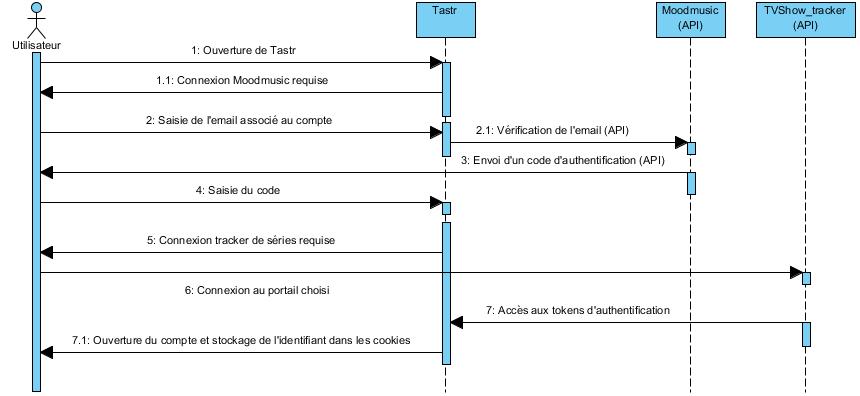 Tastr
Moodmusic
(API)
TVShow_tracker
(API)
Utilisateur
1: Ouverture de Tastr
1.1: Connexion Moodmusic requise
2: Saisie de l'email associé au compte
2.1: Vérification de l'email (API)
3: Envoi d'un code d'authentification (API)
4: Saisie du code
5: Connexion tracker de séries requise
6: Connexion au portail choisi
7: Accès aux tokens d'authentification
7.1: Ouverture du compte et stockage de l'identifiant dans les cookies